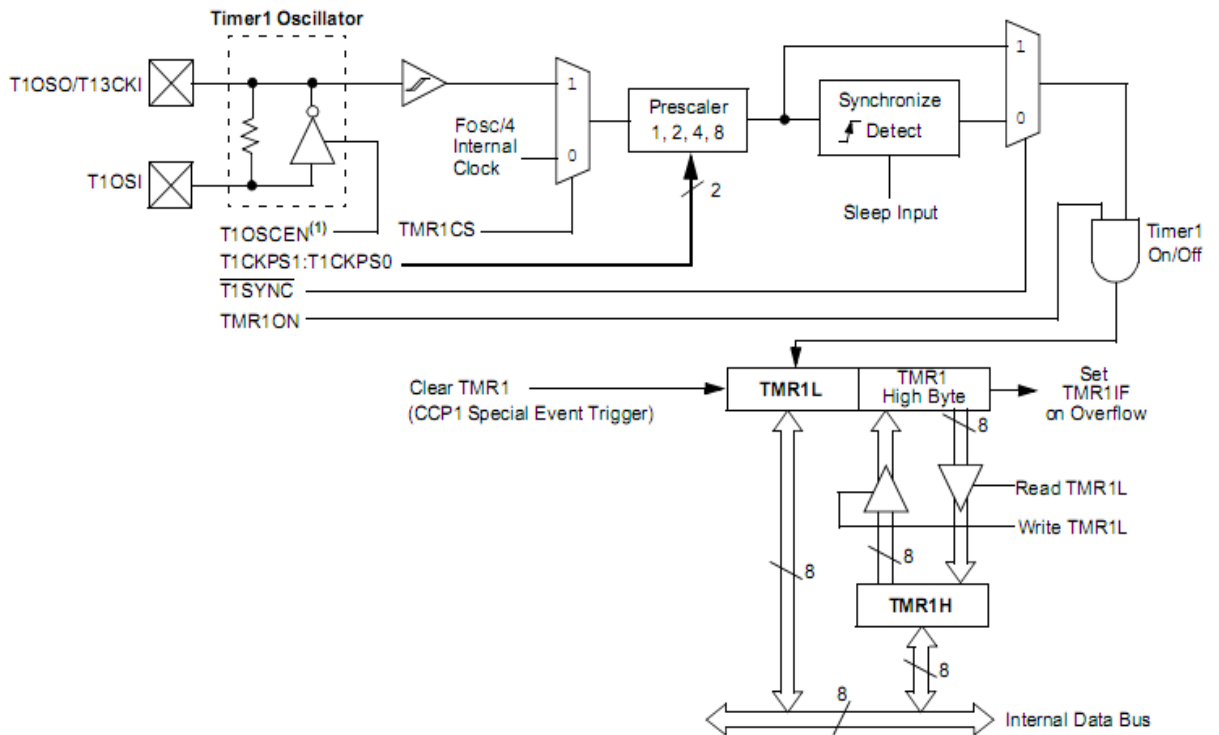 Timer1 Oscillator
T1OSO/T13CKI
T1OSI
1
Fosc/4
Internal
Clock
0
Prescaler
1, 2, 4, 8
2
Synchronize
Detect
Sleep Input
1
0
T1OSCEN(1)
TMR1CS
T1CKPS1:T1CKPS0
T1SYNC
TMR1ON
Timer1
On/Off
Clear TMR1
(CCP1 Special Event Trigger)
TMR1L
TMR1
High Byte
Set
TMR1IF
on Overflow
8
Read TMR1L
Write TMR1L
8
8
TMR1H
8
8
8
Internal Data Bus